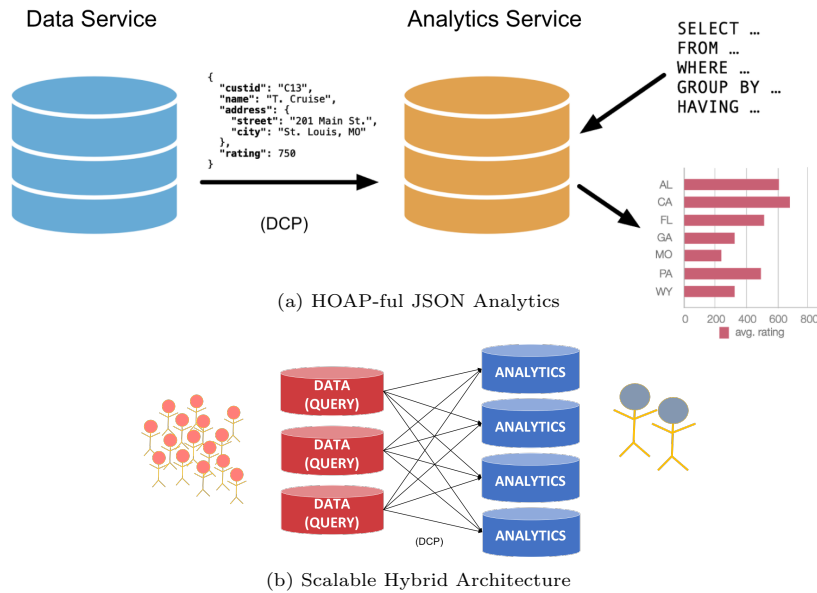 Data Service
Analytics Service
{
"custid": "C13",
"name": "T. Cruise",
"address": {
"street": "201 Main St.",
"city": "St. Louis, MO"
},
"rating": 750
}
(DCP)
SELECT …
FROM …
WHERE …
GROUP BY …
HAVING …
AL
CA
FL
GA
MO
PA
WY
0 200 400 600 800
avg. rating
(a) HOAP-ful JSON Analytics
DATA
(QUERY)
DATA
(QUERY)
DATA
(QUERY)
(DCP)
ANALYTICS
ANALYTICS
ANALYTICS
ANALYTICS
(b) Scalable Hybrid Architecture